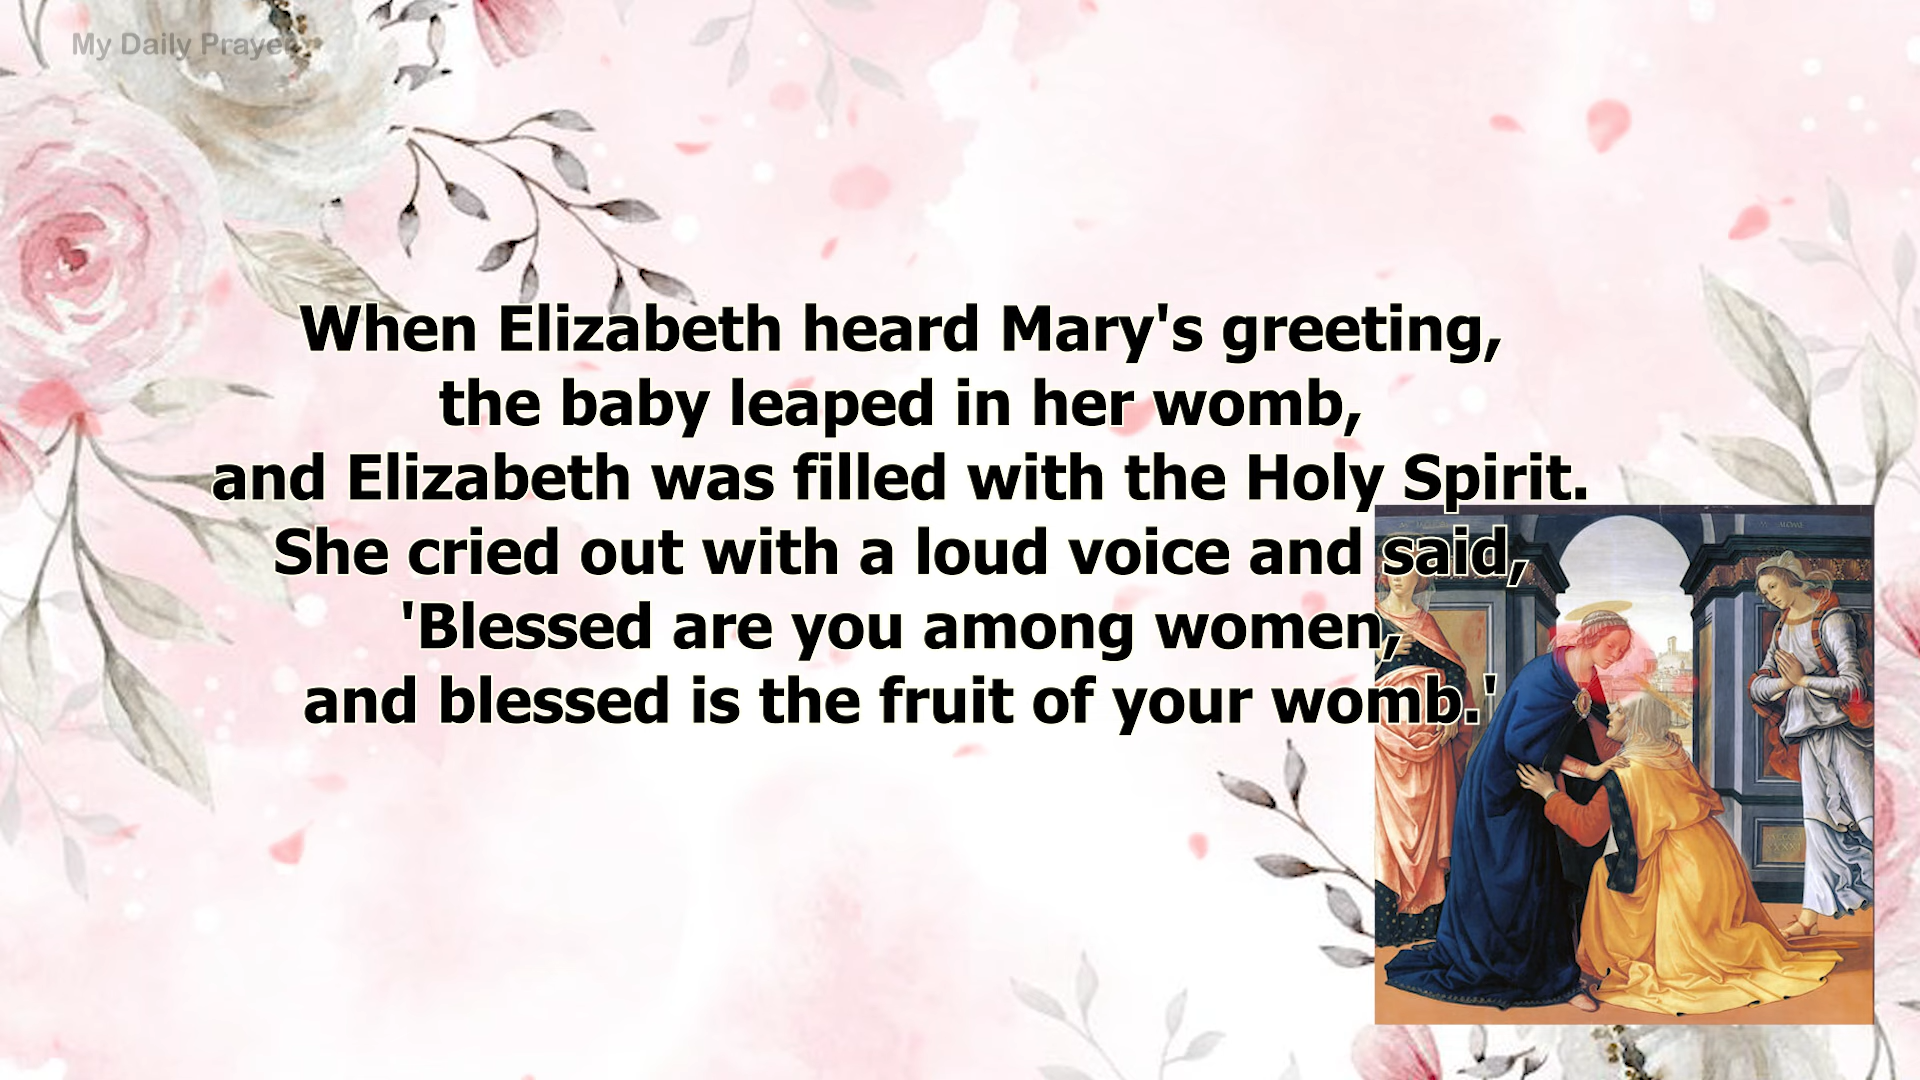 My Daily Prayer
When Elizabeth heard Mary's greeting,
the baby leaped in her womb,
and Elizabeth was filled with the Holy Spirit.
She cried out with a loud voice and said,
'Blessed are you among women,
and blessed is the fruit of your womb.'